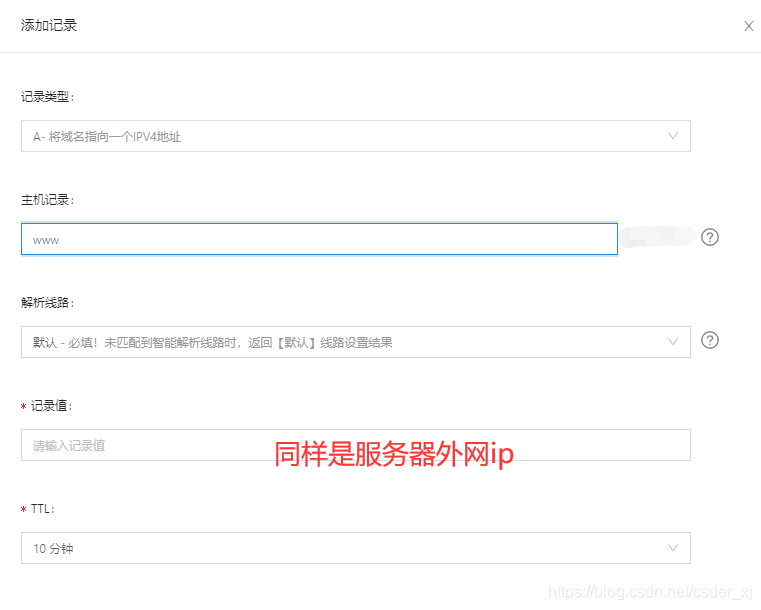 添加记录
记录类型:
A- 将域名指向一个IPV4地址
主机记录:
www
解析线路:
默认 - 必填！未匹配到智能解析线路时，返回【默认】线路设置结果
* 记录值:
请输入记录值
同样是服务器外网ip
* TTL:
10 分钟
https://blog.csdn.net/csder_xj